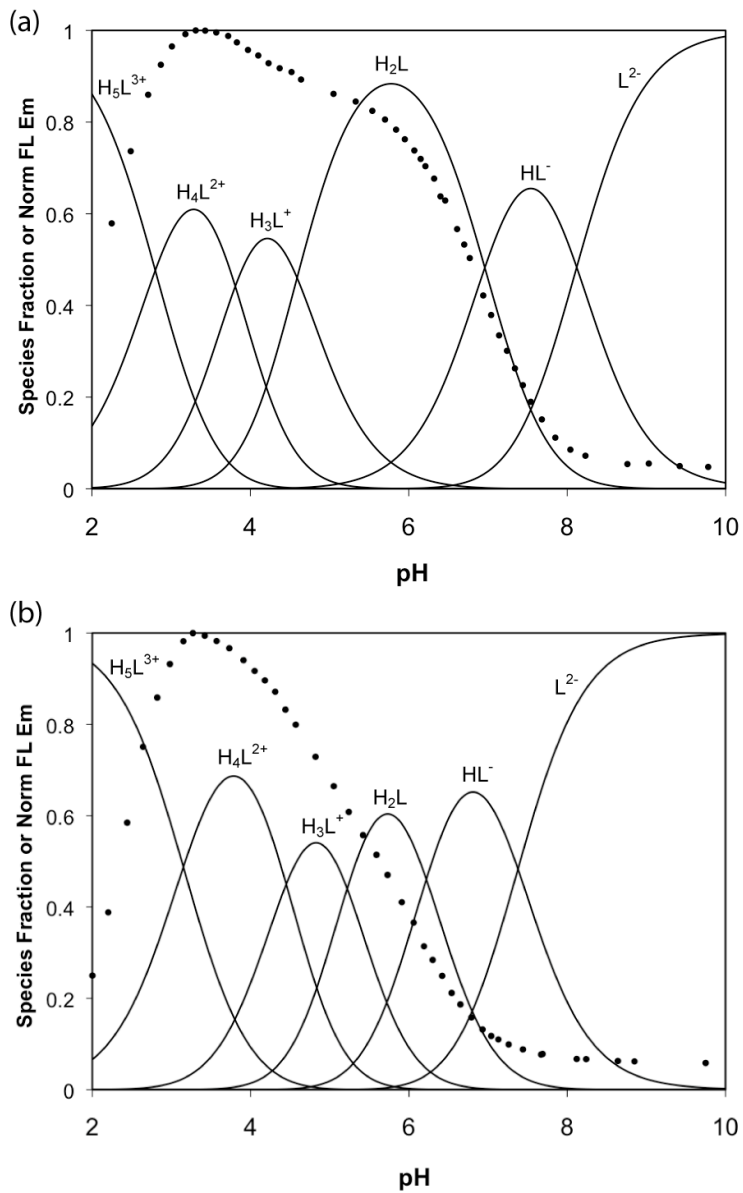 (a)
1
H₅L³⁺
H₂L
L²⁻
0.8
H₄L²⁺
HL⁻
0.6
H₃L⁺
0.4
0.2
0
Species Fraction or Norm FL Em
2 4 6 8 10
pH
(b)
1
H₅L³⁺
L²⁻
0.8
H₄L²⁺
HL⁻
H₂L
0.6
H₃L⁺
0.4
0.2
0
Species Fraction or Norm FL Em
2 4 6 8 10
pH